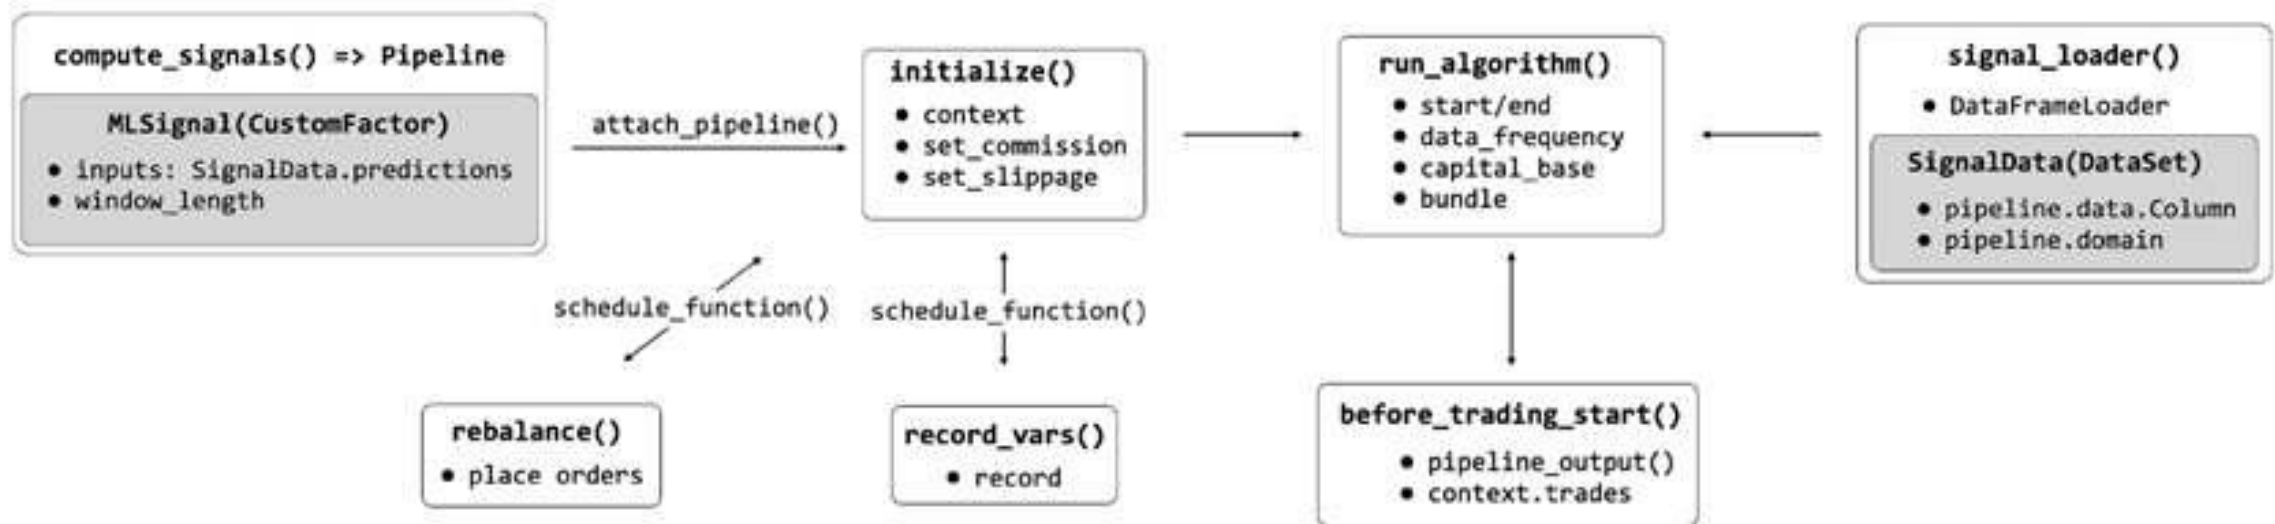 compute_signals() => Pipeline
MLSignal(CustomFactor)
• inputs: SignalData.predictions
• window_length
attach_pipeline()
initialize()
• context
• set_commission
• set_slippage
run_algorithm()
• start/end
• data_frequency
• capital_base
• bundle
signal_loader()
• DataFrameLoader
SignalData(DataSet)
• pipeline.data.Column
• pipeline.domain
schedule_function()
schedule_function()
rebalance()
• place orders
record_vars()
• record
before_trading_start()
• pipeline_output()
• context.trades